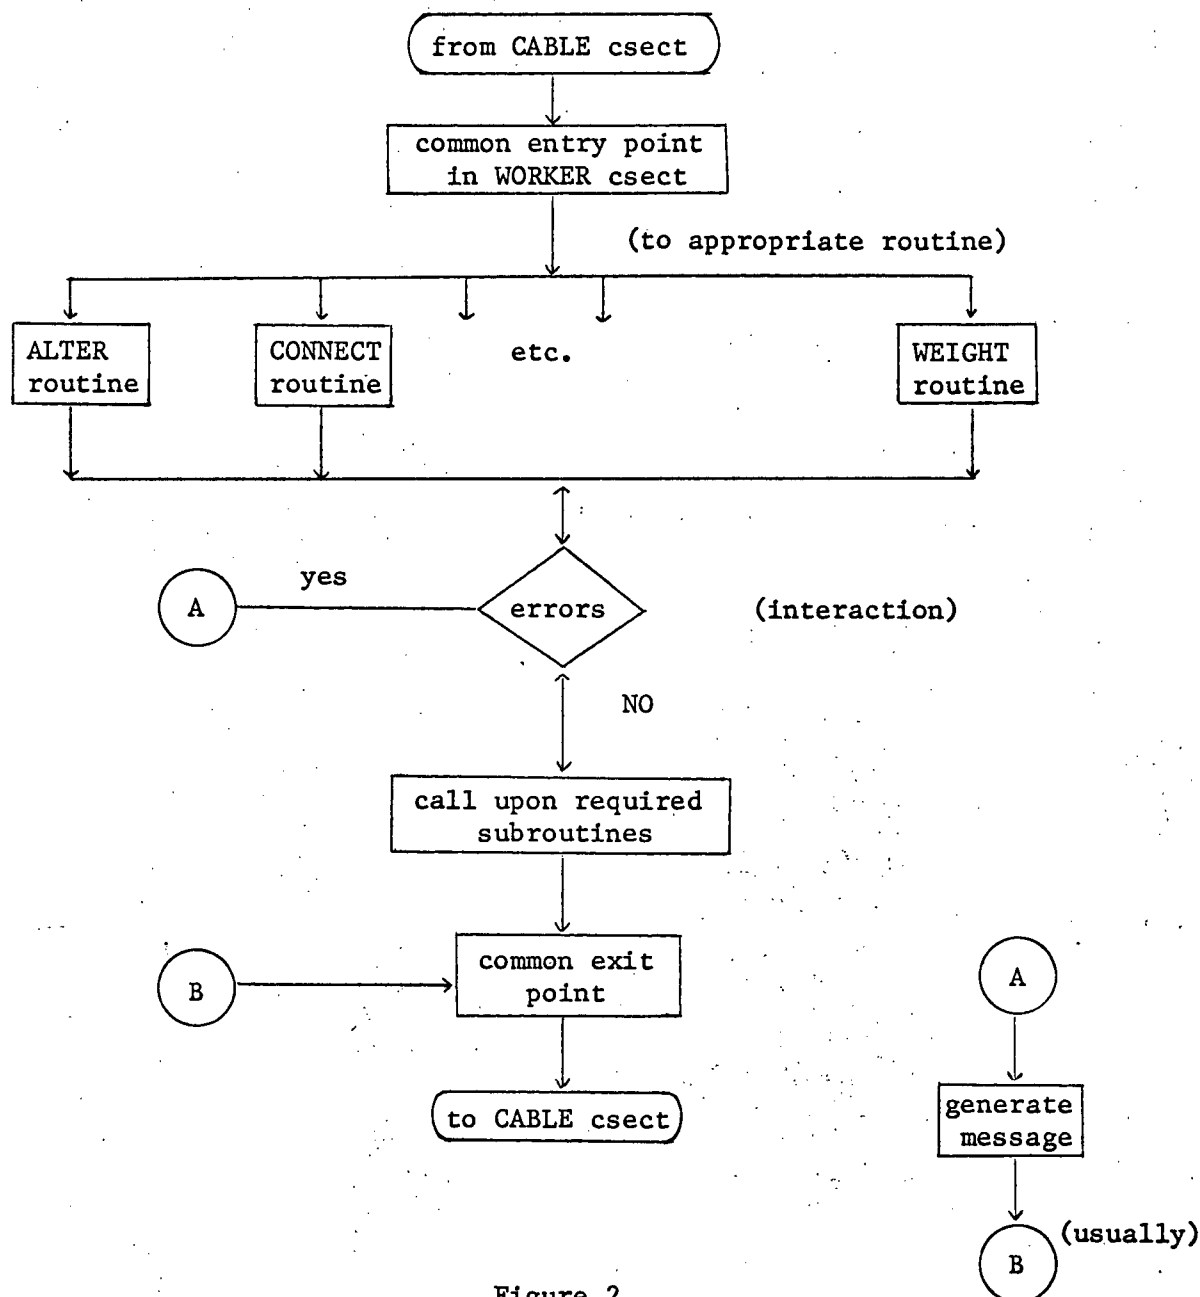 from CABLE csect
common entry point
in WORKER csect
(to appropriate routine)
ALTER
routine
CONNECT
routine
etc.
WEIGHT
routine
yes
A
errors
(interaction)
NO
call upon required
subroutines
common exit
point
B
A
to CABLE csect
generate
message
(usually)
B
Figure 2